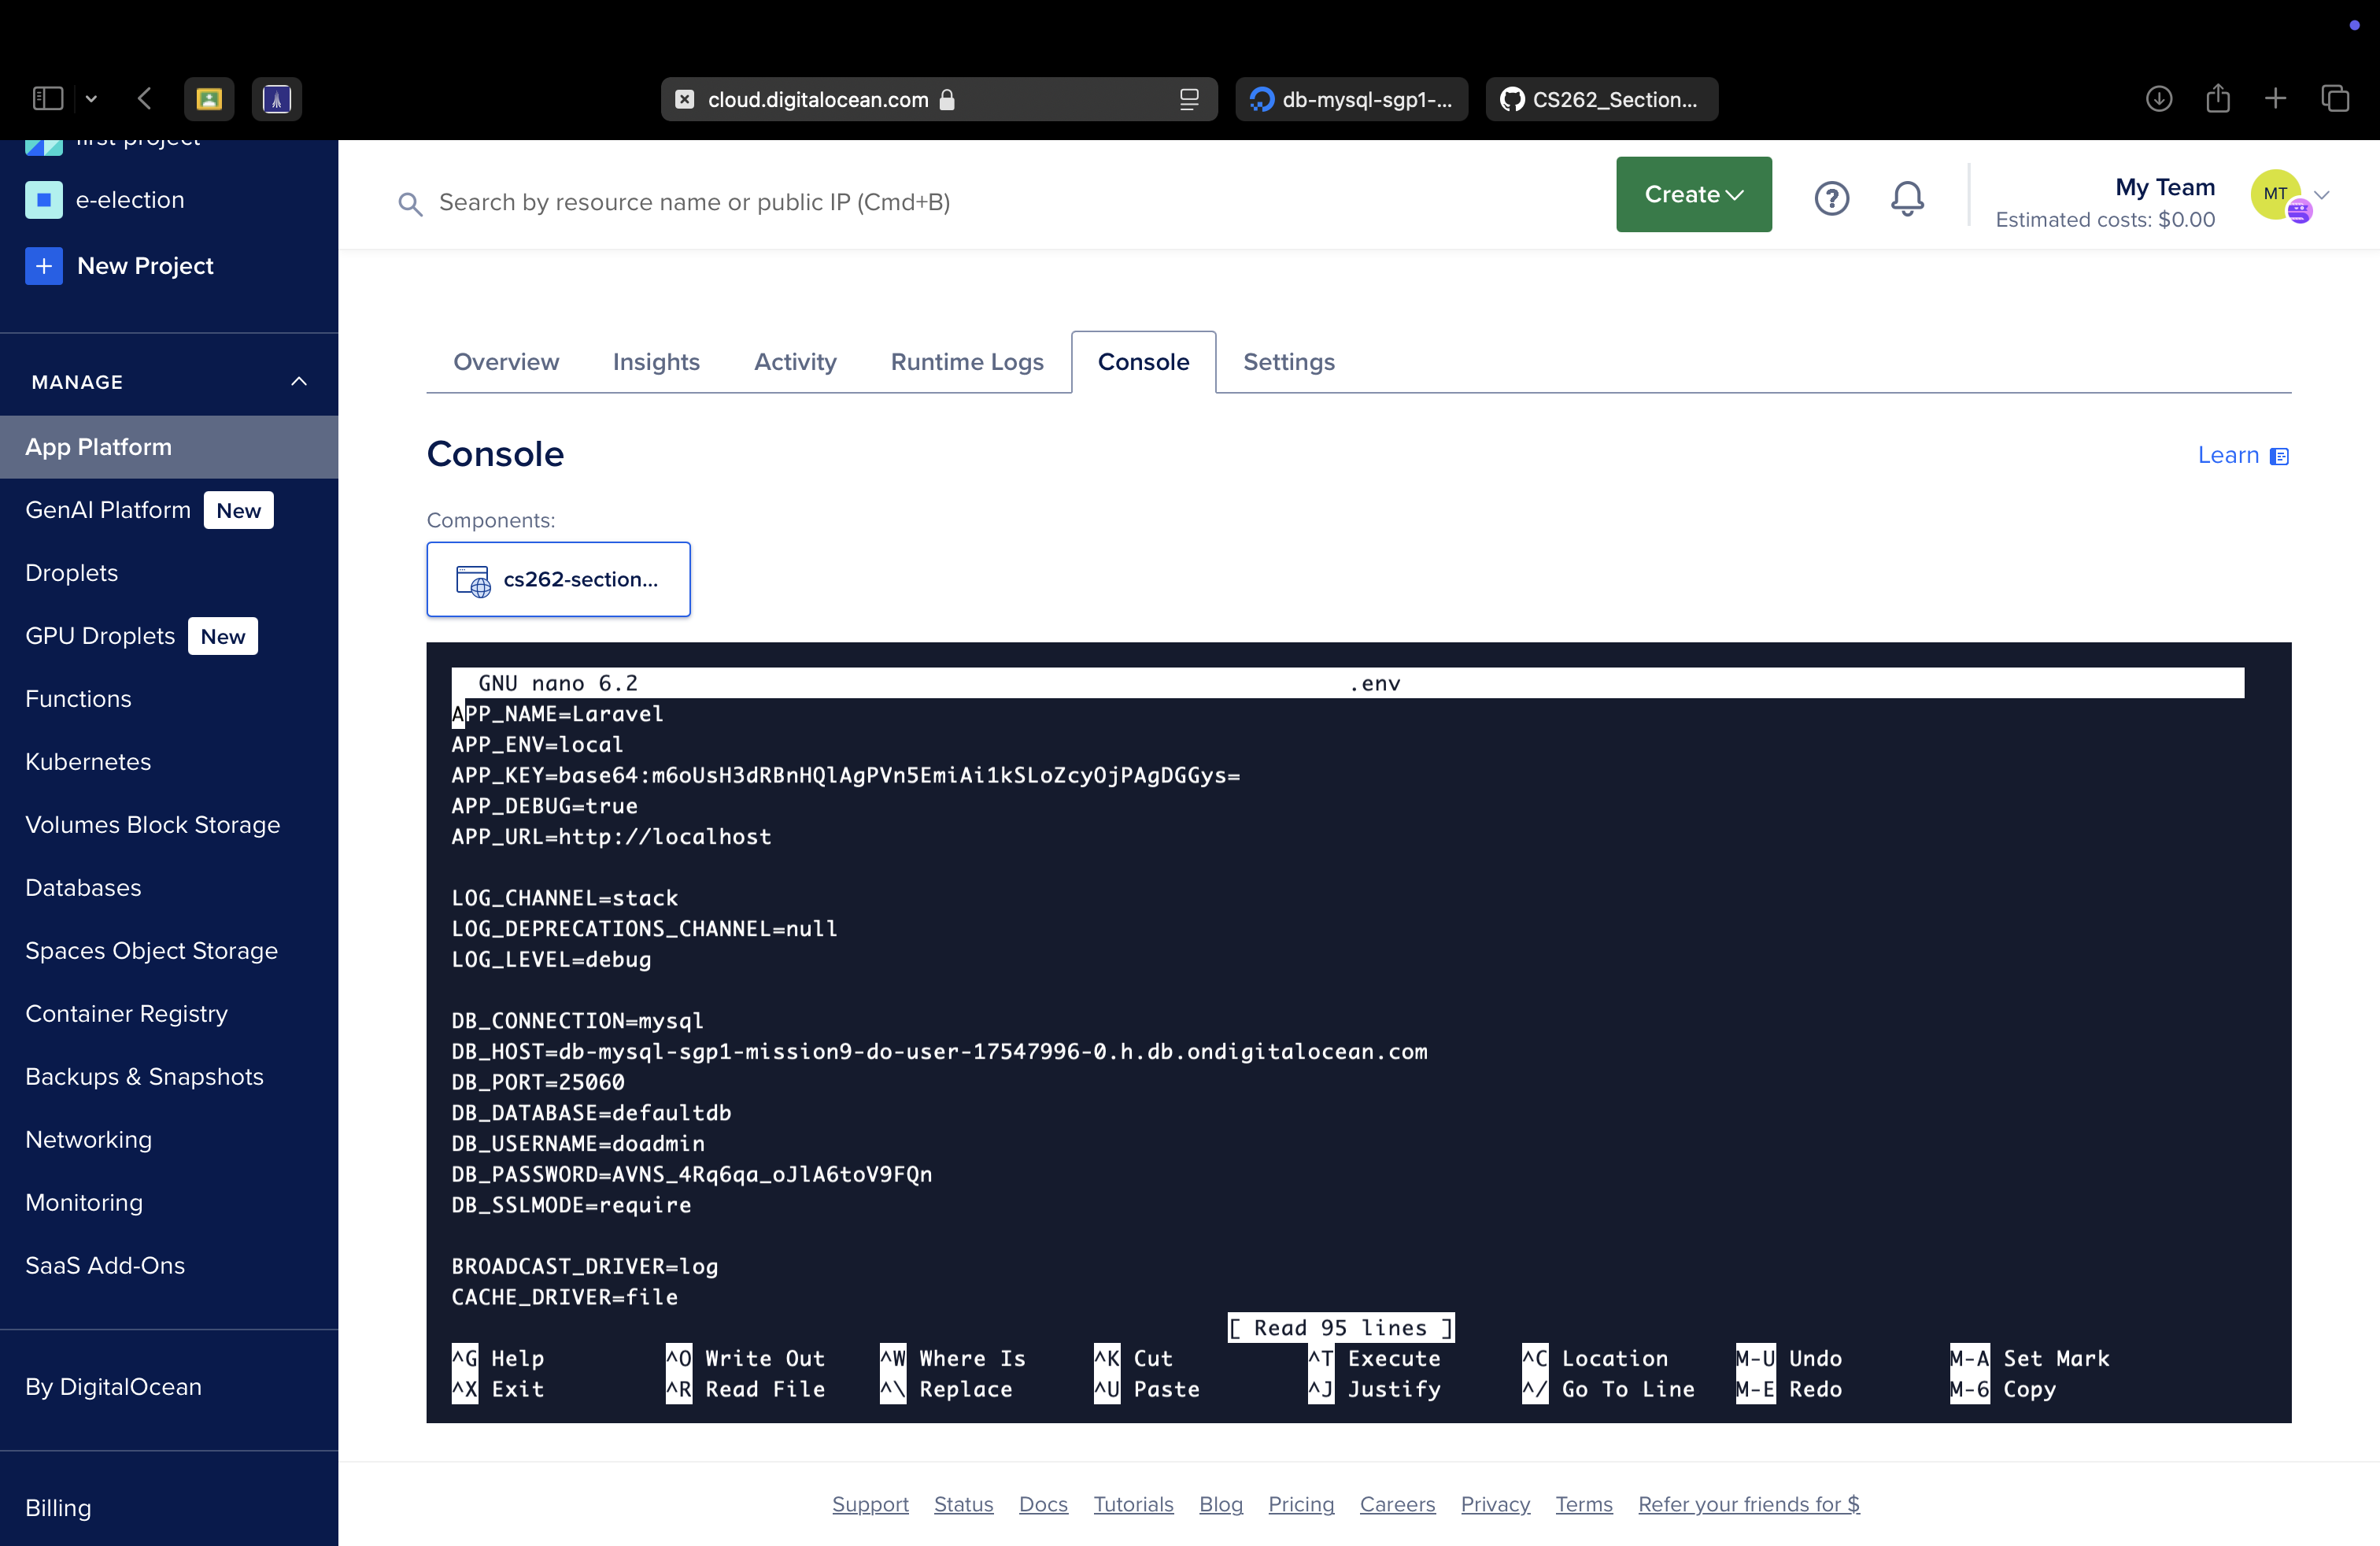 cloud.digitalocean.com
db-mysql-sgp1-...
CS262_Section...
first-project
e-election
New Project
MANAGE
App Platform
GenAI Platform New
Droplets
GPU Droplets New
Functions
Kubernetes
Volumes Block Storage
Databases
Spaces Object Storage
Container Registry
Backups & Snapshots
Networking
Monitoring
SaaS Add-Ons
By DigitalOcean
Billing
Search by resource name or public IP (Cmd+B)
Create
?
My Team
Estimated costs: $0.00
MT
Overview Insights Activity Runtime Logs Console Settings
Console
Learn
Components:
cs262-section...
GNU nano 6.2 .env
APP_NAME=Laravel
APP_ENV=local
APP_KEY=base64:m6oUsH3dRBnHQlAgPVn5EmiAi1kSLoZcyOjPAgDGGys=
APP_DEBUG=true
APP_URL=http://localhost
LOG_CHANNEL=stack
LOG_DEPRECATIONS_CHANNEL=null
LOG_LEVEL=debug
DB_CONNECTION=mysql
DB_HOST=db-mysql-sgp1-mission9-do-user-17547996-0.h.db.ondigitalocean.com
DB_PORT=25060
DB_DATABASE=defaultdb
DB_USERNAME=doadmin
DB_PASSWORD=AVNS_4Rq6qa_oJlA6toV9FQn
DB_SSLMODE=require
BROADCAST_DRIVER=log
CACHE_DRIVER=file
[ Read 95 lines ]
^G Help ^O Write Out ^W Where Is ^K Cut ^T Execute ^C Location M-U Undo M-A Set Mark
^X Exit ^R Read File ^\ Replace ^U Paste ^J Justify ^/ Go To Line M-E Redo M-6 Copy
Support Status Docs Tutorials Blog Pricing Careers Privacy Terms Refer your friends for $